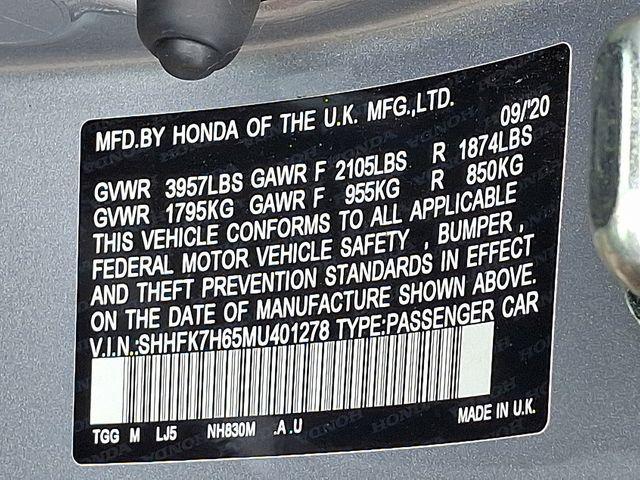 MFD.BY HONDA OF THE U.K. MFG.,LTD. 09/'20
GVWR 3957LBS GAWR F 2105LBS R 1874LBS
GVWR 1795KG GAWR F 955KG R 850KG
THIS VEHICLE CONFORMS TO ALL APPLICABLE
FEDERAL MOTOR VEHICLE SAFETY , BUMPER ,
AND THEFT PREVENTION STANDARDS IN EFFECT
ON THE DATE OF MANUFACTURE SHOWN ABOVE.
V.I.N.:SHHFK7H65MU401278 TYPE:PASSENGER CAR
TGG M LJ5 NH830M .A .U MADE IN U.K.